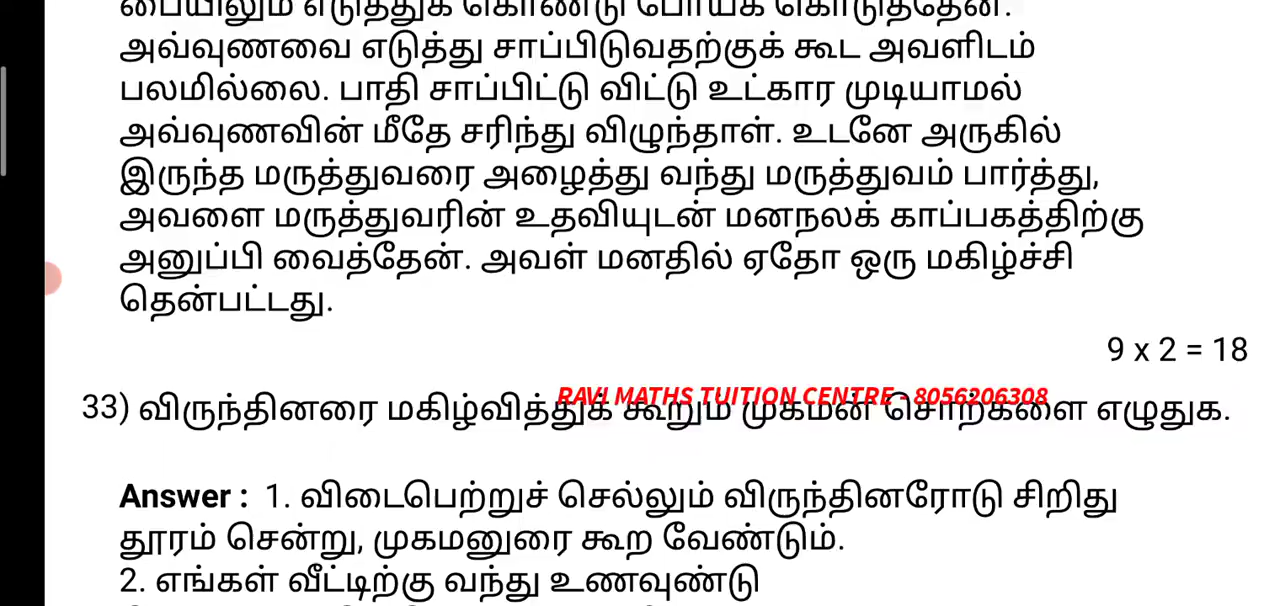 பையிலும் எடுத்துக் கொண்டு போய்க் கொடுத்தேன்.
அவ்வுணவை எடுத்து சாப்பிடுவதற்குக் கூட அவளிடம்
பலமில்லை. பாதி சாப்பிட்டு விட்டு உட்கார முடியாமல்
அவ்வுணவின் மீதே சரிந்து விழுந்தாள். உடனே அருகில்
இருந்த மருத்துவரை அழைத்து வந்து மருத்துவம் பார்த்து,
அவளை மருத்துவரின் உதவியுடன் மனநலக் காப்பகத்திற்கு
அனுப்பி வைத்தேன். அவள் மனதில் ஏதோ ஒரு மகிழ்ச்சி
தென்பட்டது.
9 x 2 = 18
RAVI MATHS TUITION CENTRE - 8056206308
33) விருந்தினரை மகிழ்வித்துக் கூறும் முகமன் சொற்களை எழுதுக.
Answer : 1. விடைபெற்றுச் செல்லும் விருந்தினரோடு சிறிது
தூரம் சென்று, முகமனுரை கூற வேண்டும்.
2. எங்கள் வீட்டிற்கு வந்து உணவுண்டு